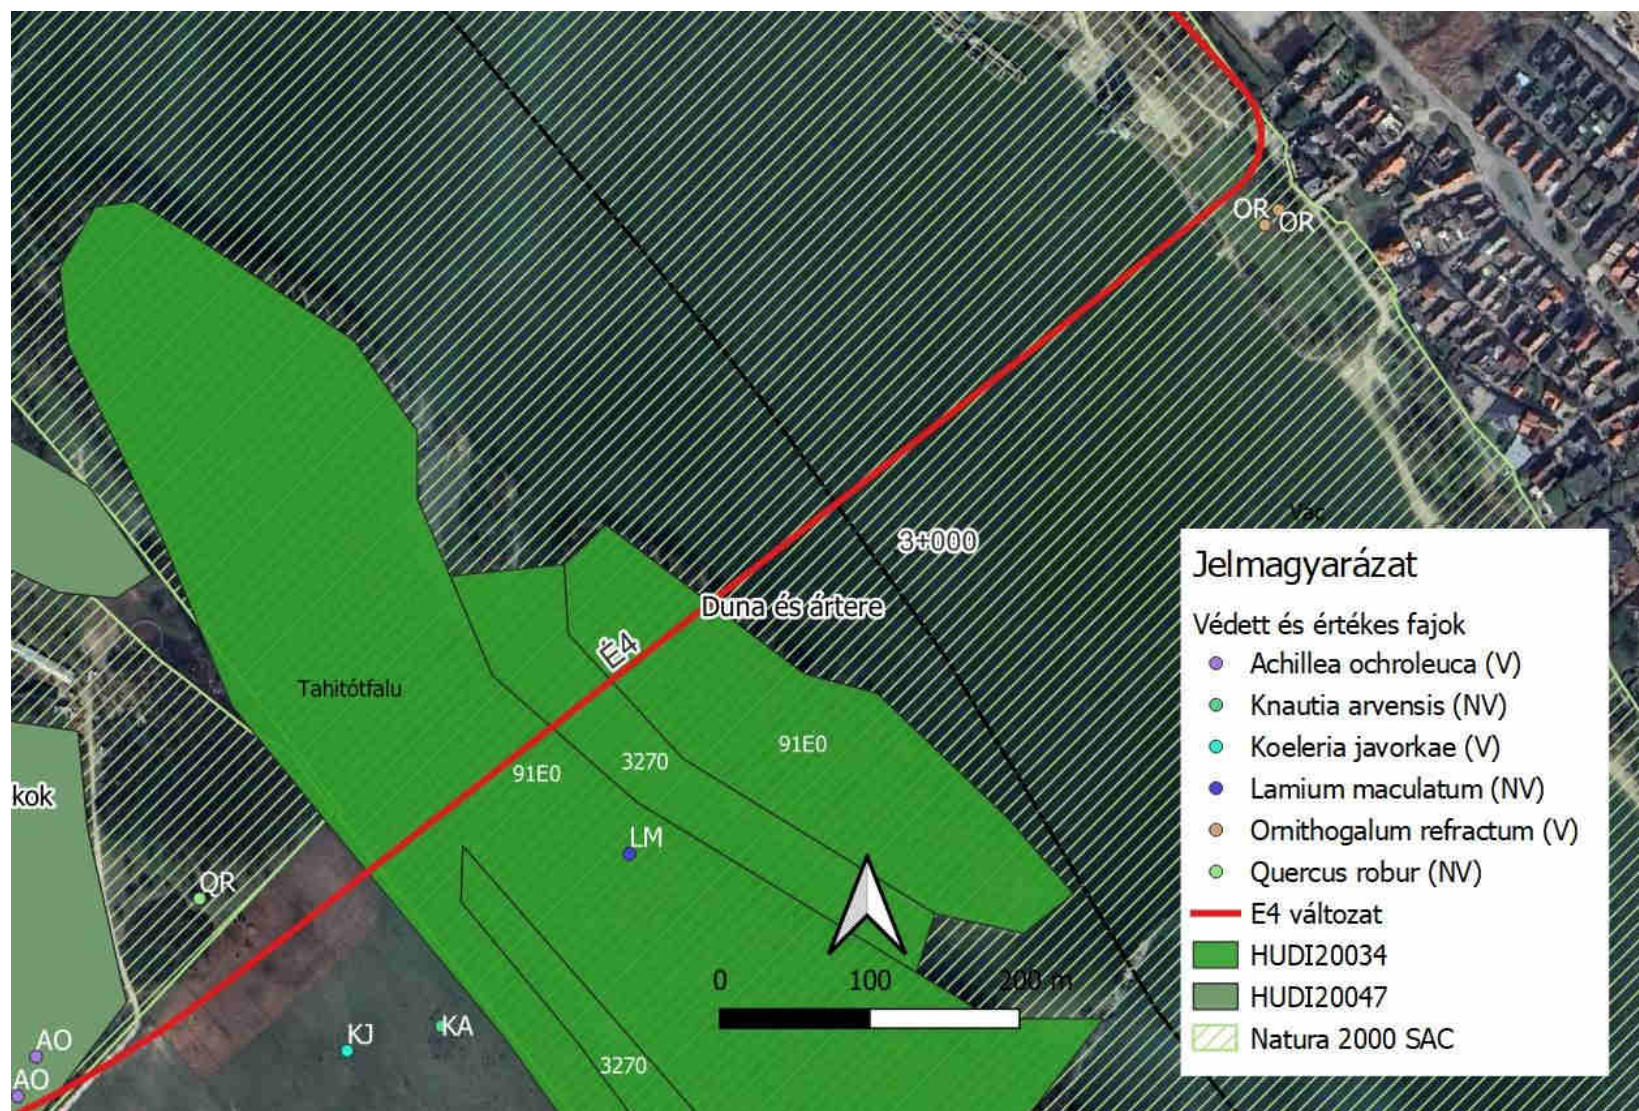 OR
OR
Vác
3+000
Duna és ártere
É4
Tahitótfalu
91E0
3270
91E0
kok
LM
QR
0 100 200 m
KJ
KA
AO
AO
3270
Jelmagyarázat
Védett és értékes fajok
Achillea ochroleuca (V)
Knautia arvensis (NV)
Koeleria javorkae (V)
Lamium maculatum (NV)
Ornithogalum refractum (V)
Quercus robur (NV)
E4 változat
HUDI20034
HUDI20047
Natura 2000 SAC